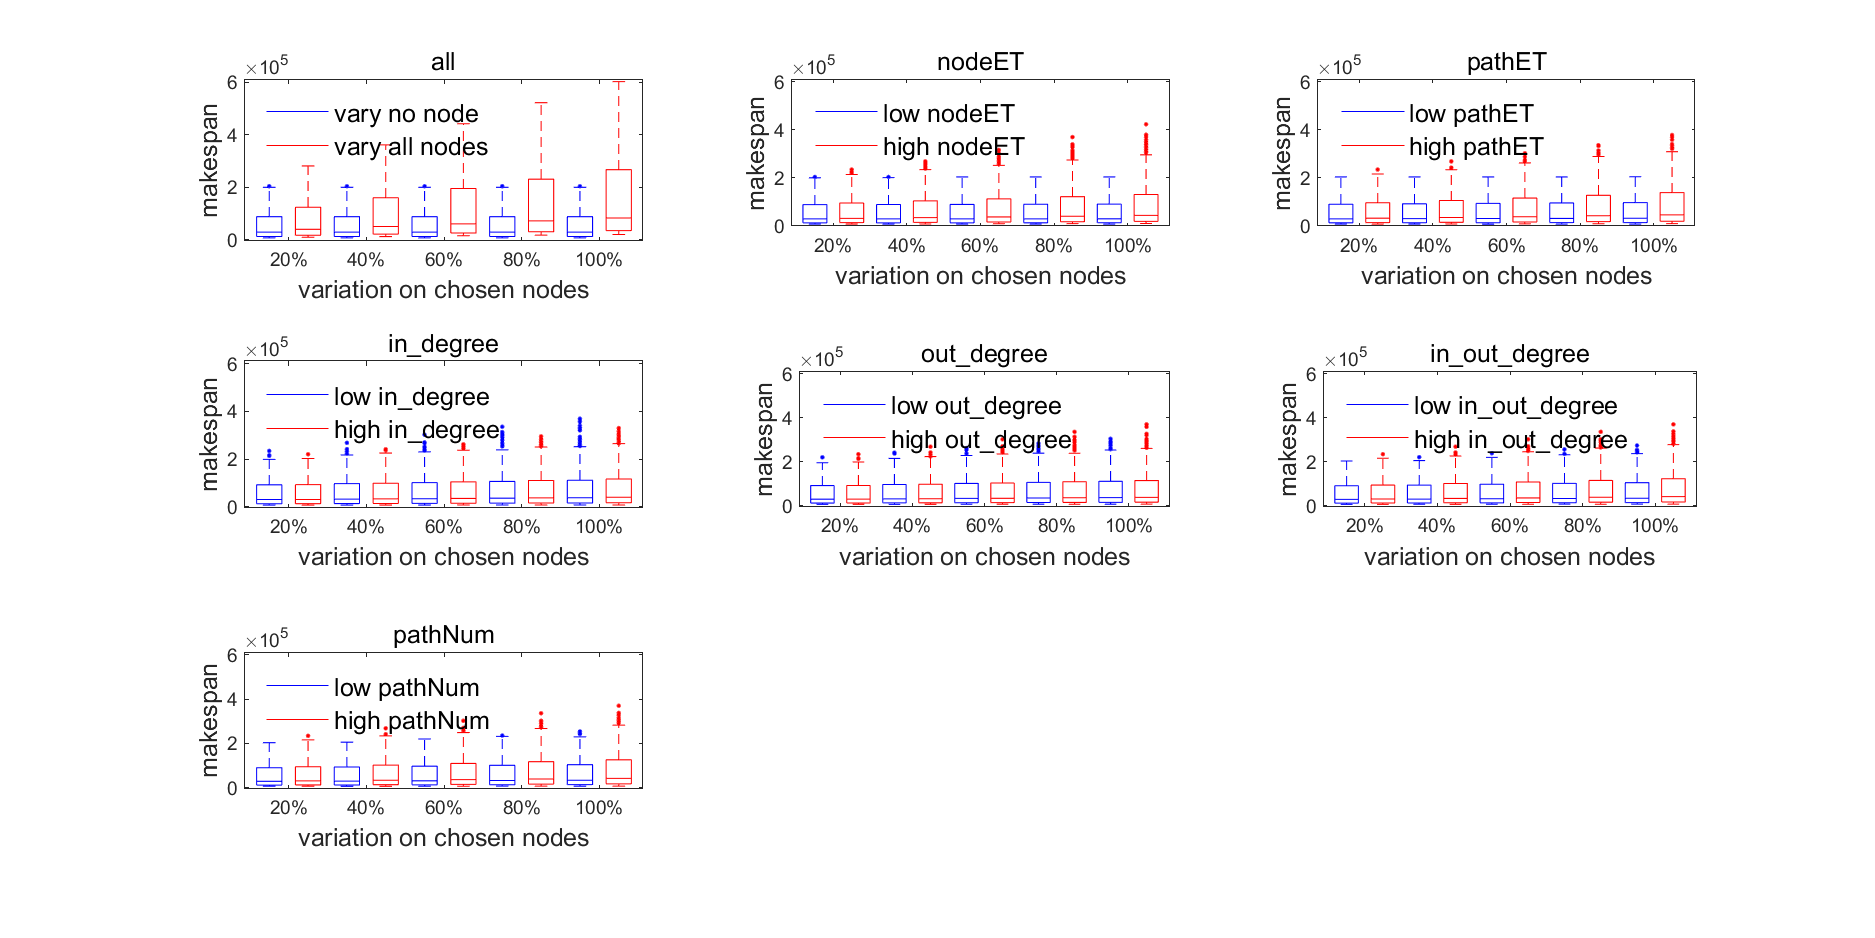 all
×10^5
6
4
2
0
makespan
vary no node
vary all nodes
20% 40% 60% 80% 100%
variation on chosen nodes
nodeET
×10^5
6
4
2
0
makespan
low nodeET
high nodeET
20% 40% 60% 80% 100%
variation on chosen nodes
pathET
×10^5
6
4
2
0
makespan
low pathET
high pathET
20% 40% 60% 80% 100%
variation on chosen nodes
in_degree
×10^5
6
4
2
0
makespan
low in_degree
high in_degree
20% 40% 60% 80% 100%
variation on chosen nodes
out_degree
×10^5
6
4
2
0
makespan
low out_degree
high out_degree
20% 40% 60% 80% 100%
variation on chosen nodes
in_out_degree
×10^5
6
4
2
0
makespan
low in_out_degree
high in_out_degree
20% 40% 60% 80% 100%
variation on chosen nodes
pathNum
×10^5
6
4
2
0
makespan
low pathNum
high pathNum
20% 40% 60% 80% 100%
variation on chosen nodes